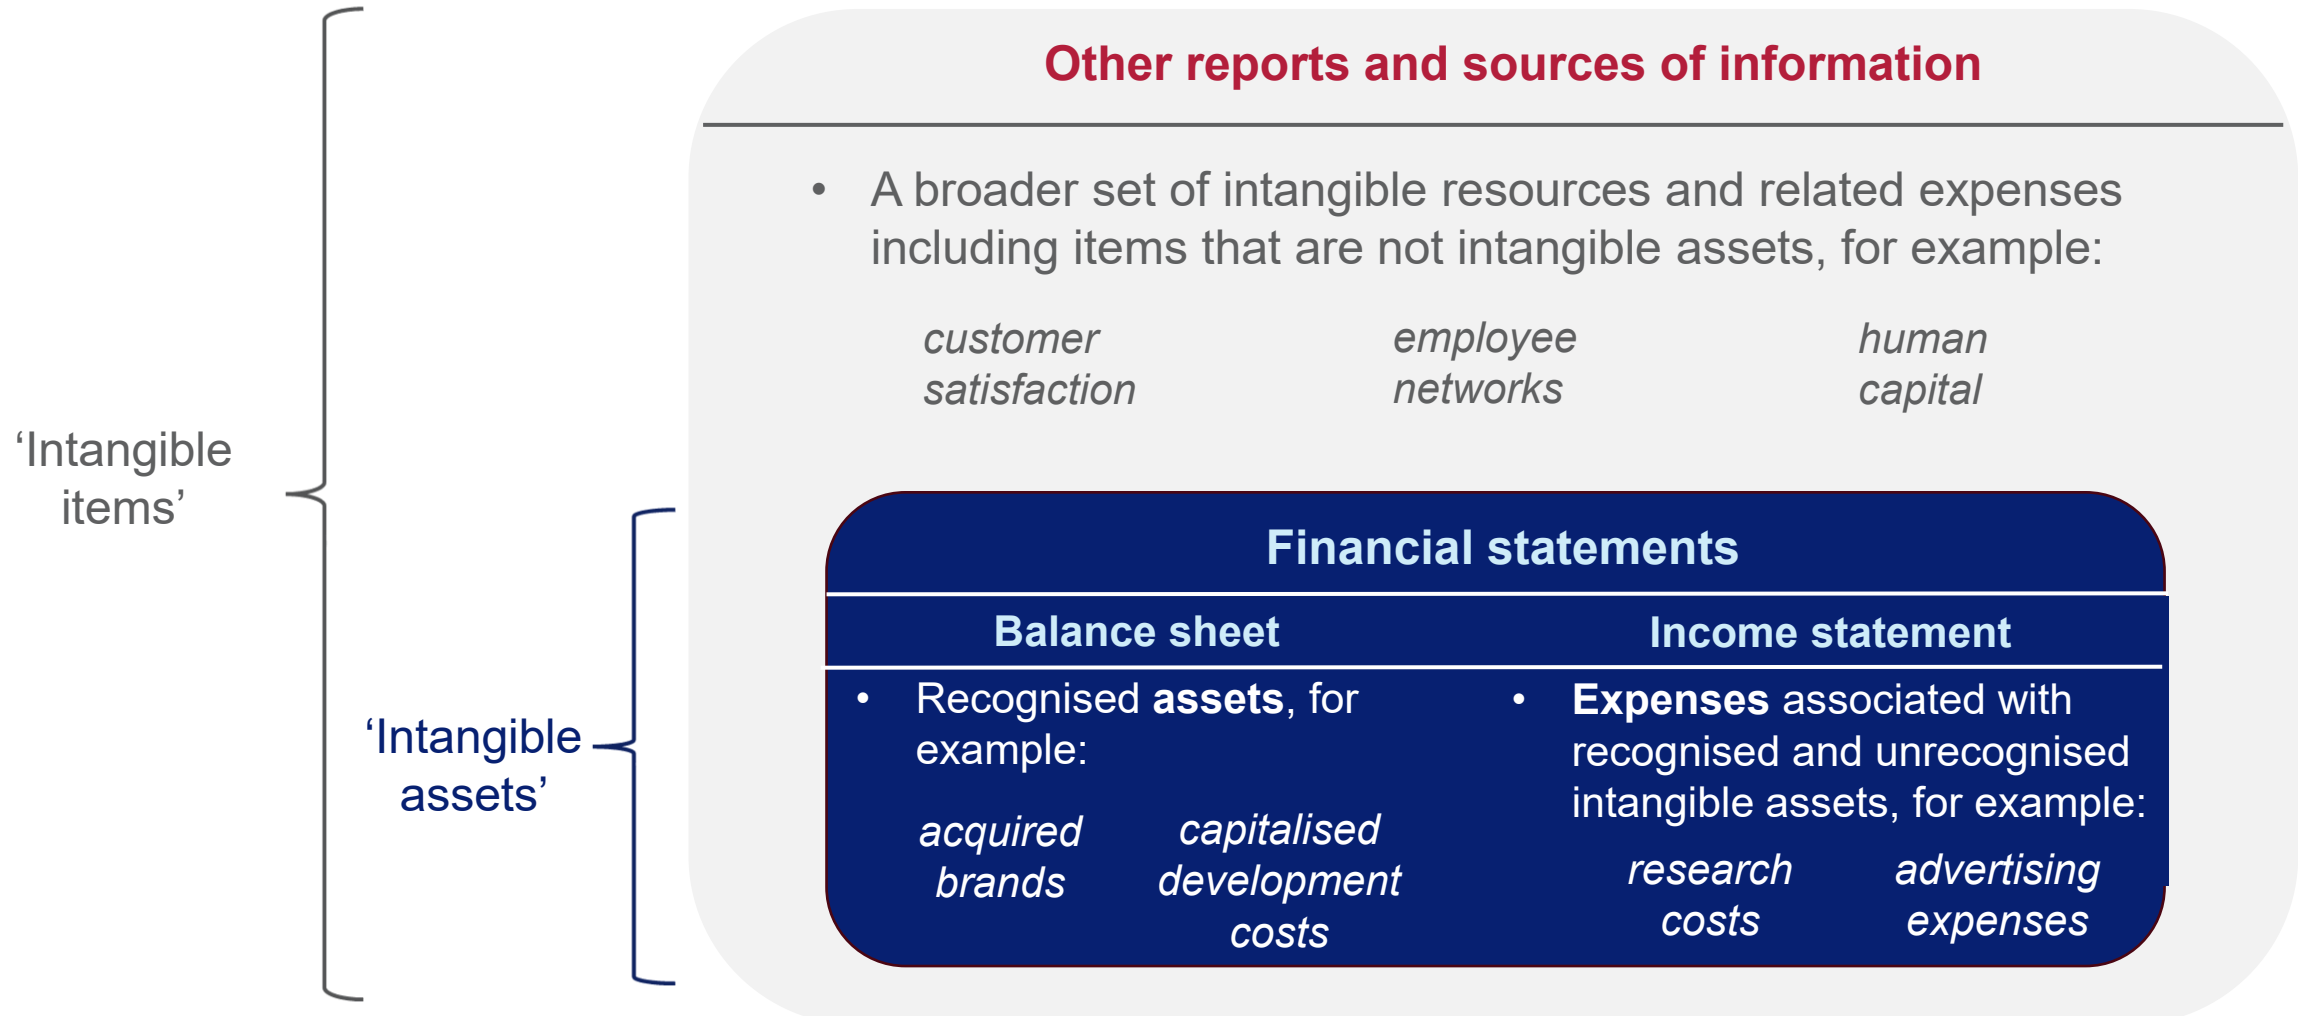 Other reports and sources of information
• A broader set of intangible resources and related expenses
including items that are not intangible assets, for example:
customer
satisfaction
employee
networks
human
capital
‘Intangible
items’
‘Intangible
assets’
Financial statements
Balance sheet
• Recognised assets, for
example:
acquired
brands
capitalised
development
costs
Income statement
• Expenses associated with
recognised and unrecognised
intangible assets, for example:
research
costs
advertising
expenses